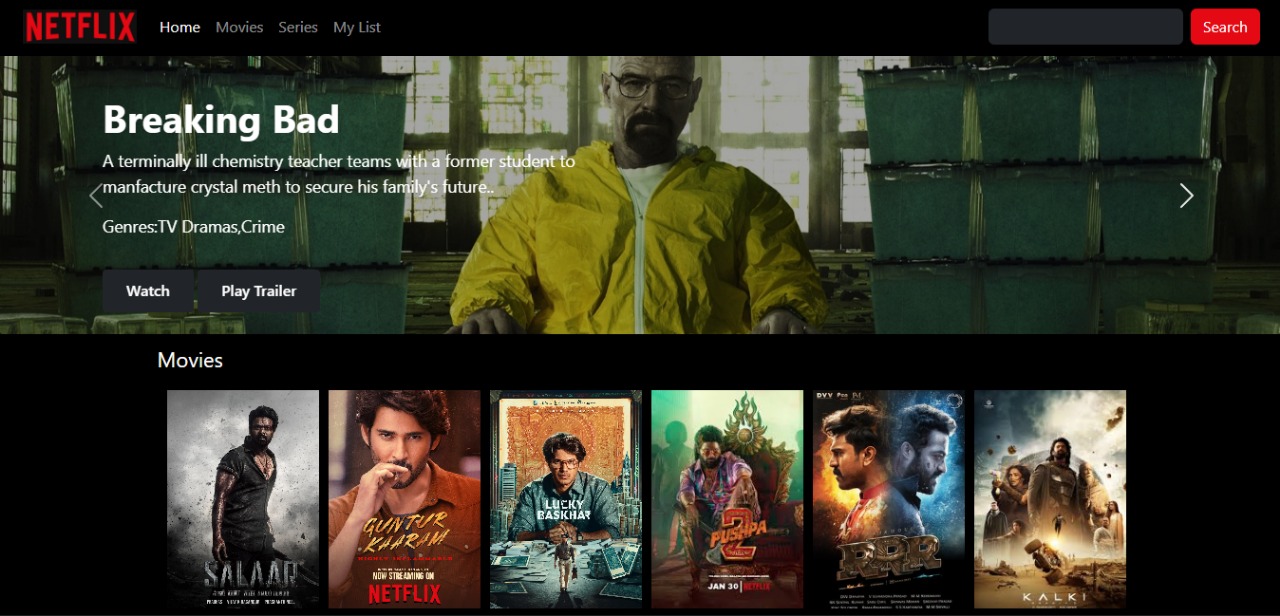 NETFLIX
Home Movies Series My List
Search
Breaking Bad
A terminally ill chemistry teacher teams with a former student to
manfacture crystal meth to secure his family's future..
Genres:TV Dramas,Crime
Watch
Play Trailer
Movies
SALAAR
GUNTUR
KAARAM
NOW STREAMING ON
NETFLIX
LUCKY
BASKHAR
PUSHPA
2
JAN 30 | NETFLIX
RRR
KALKI